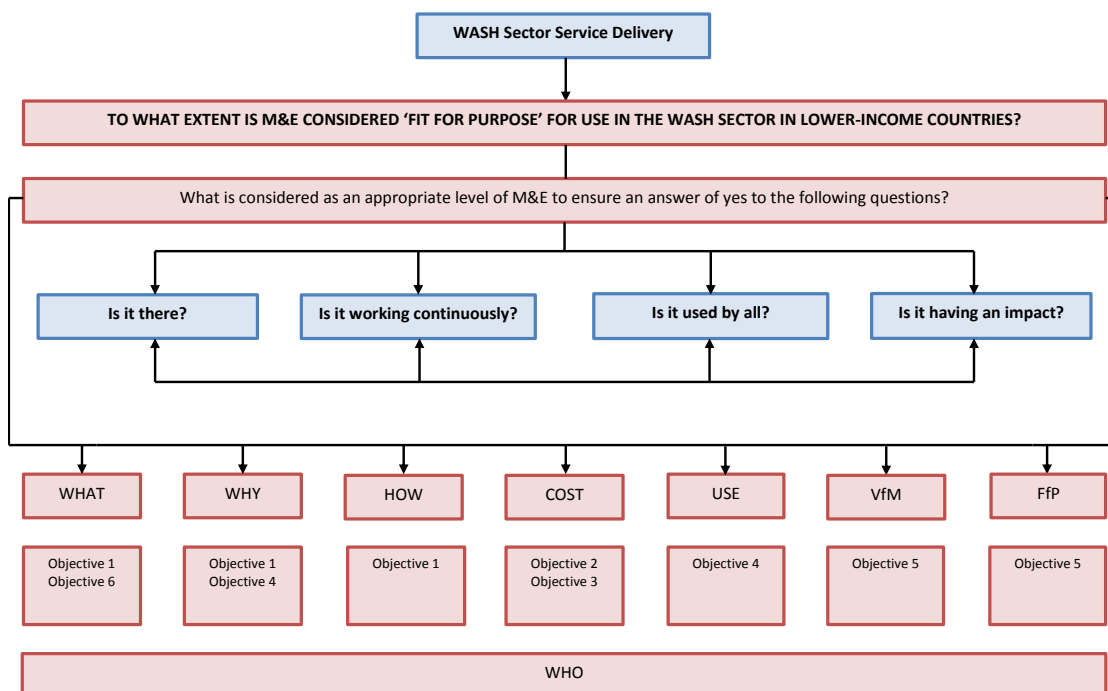 WASH Sector Service Delivery
TO WHAT EXTENT IS M&E CONSIDERED ‘FIT FOR PURPOSE’ FOR USE IN THE WASH SECTOR IN LOWER-INCOME COUNTRIES?
What is considered as an appropriate level of M&E to ensure an answer of yes to the following questions?
Is it there?
Is it working continuously?
Is it used by all?
Is it having an impact?
WHAT
WHY
HOW
COST
USE
VfM
FfP
Objective 1
Objective 6
Objective 1
Objective 4
Objective 1
Objective 2
Objective 3
Objective 4
Objective 5
Objective 5
WHO